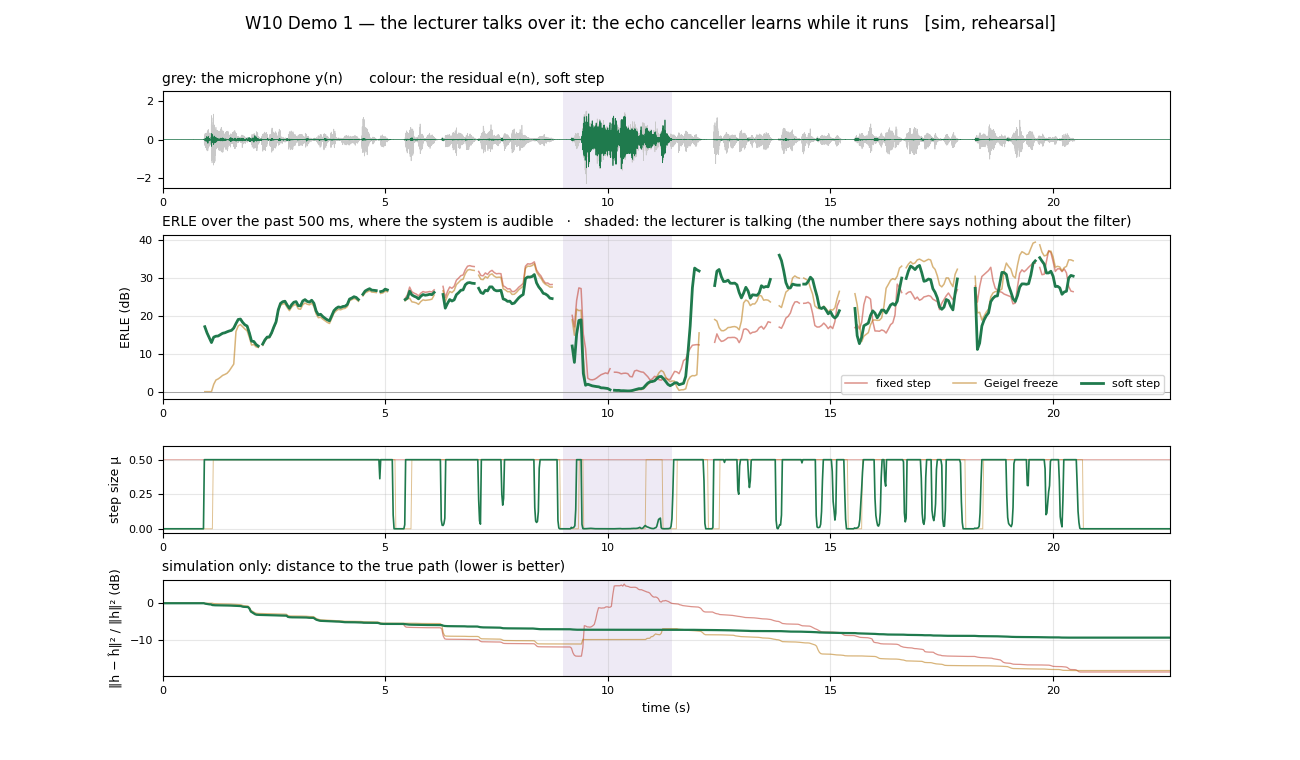 W10 Demo 1 — the lecturer talks over it: the echo canceller learns while it runs   [sim, rehearsal]
grey: the microphone y(n)      colour: the residual e(n), soft step
2
0
−2
0 5 10 15 20
ERLE over the past 500 ms, where the system is audible   ·   shaded: the lecturer is talking (the number there says nothing about the filter)
ERLE (dB)
40
30
20
10
0
fixed step   Geigel freeze   soft step
0 5 10 15 20
step size μ
0.50
0.25
0.00
0 5 10 15 20
simulation only: distance to the true path (lower is better)
‖h − ĥ‖² / ‖h‖² (dB)
0
−10
0 5 10 15 20
time (s)